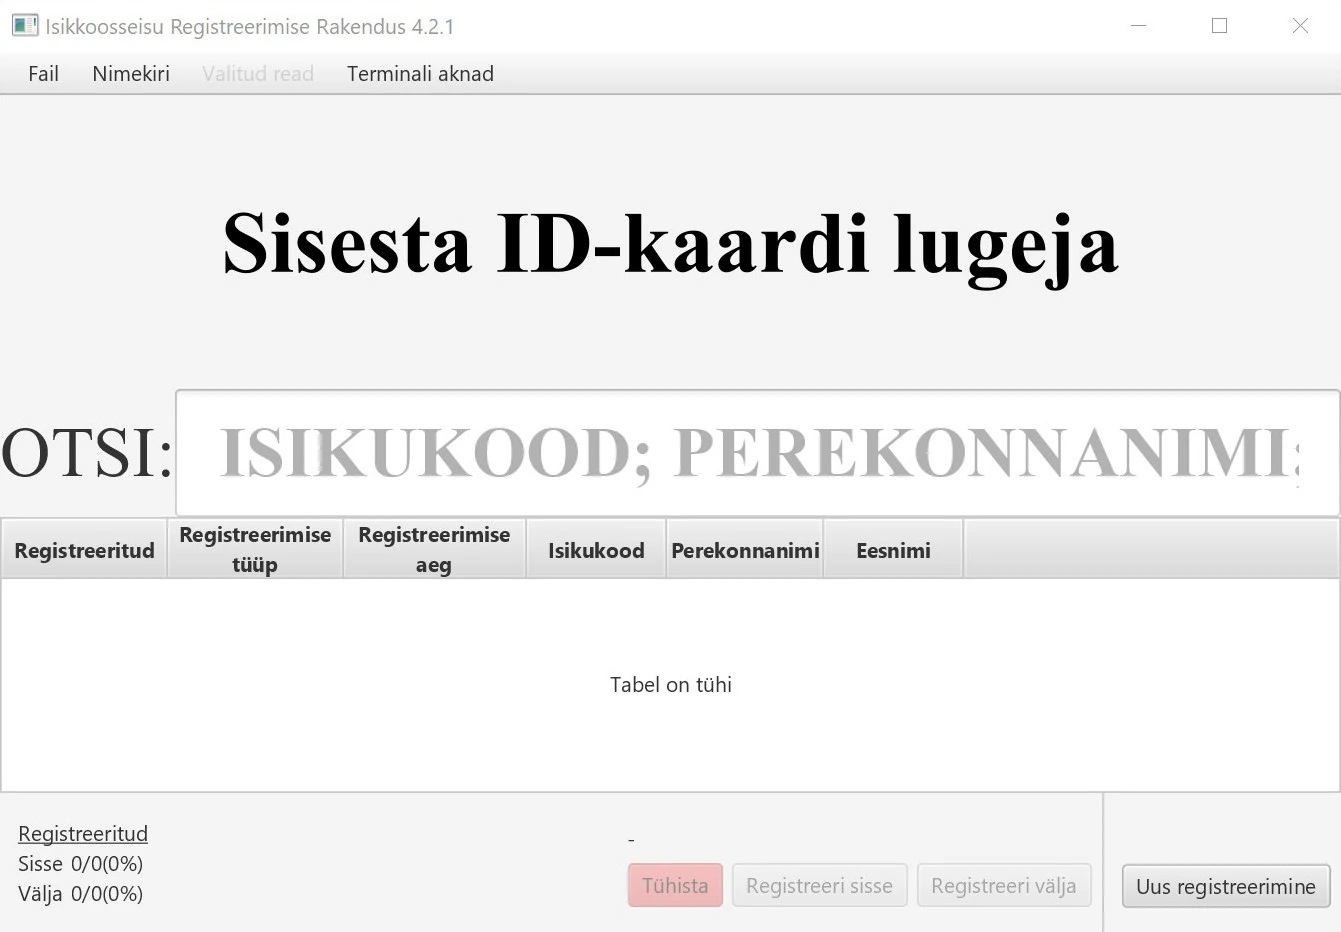 Isikkoosseisu Registreerimise Rakendus 4.2.1
Fail Nimekiri Valitud read Terminali aknad
Sisesta ID-kaardi lugeja
OTSI: ISIKUKOOD; PEREKONNANIMI;
Registreeritud Registreerimise tüüp Registreerimise aeg Isikukood Perekonnanimi Eesnimi
Tabel on tühi
Registreeritud
Sisse 0/0(0%)
Välja 0/0(0%)
-
Tühista Registreeri sisse Registreeri välja Uus registreerimine